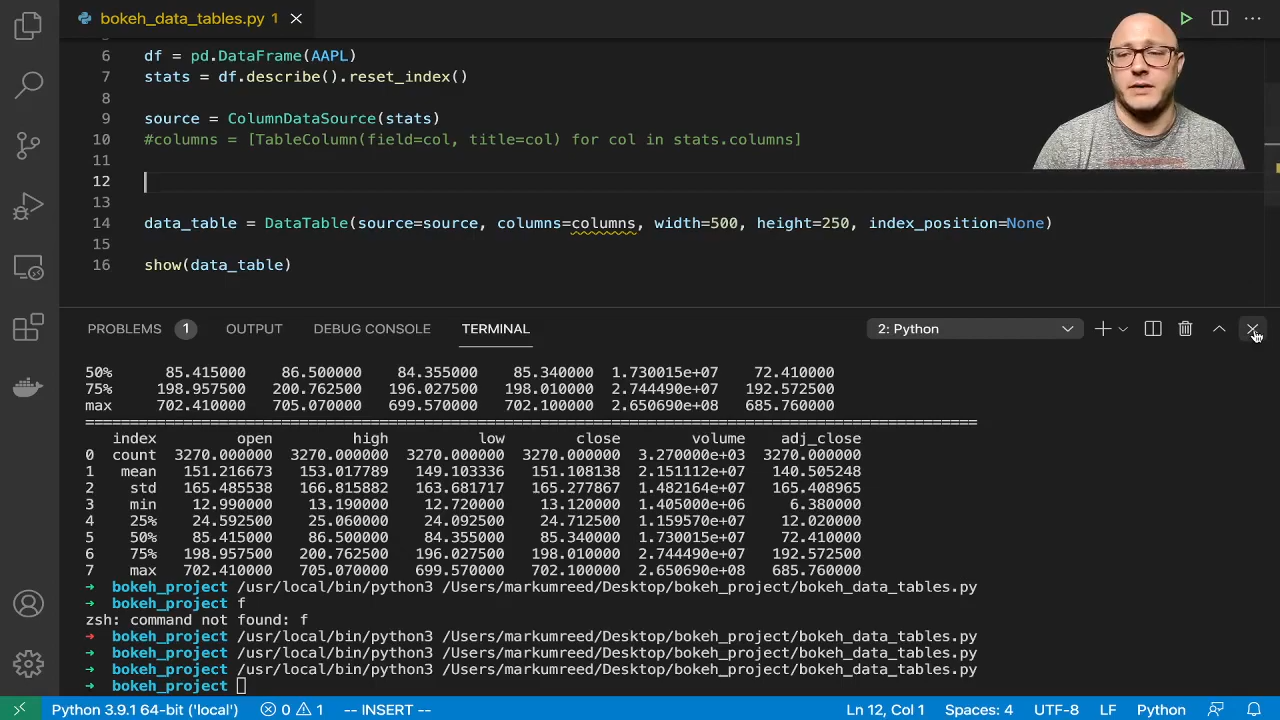 bokeh_data_tables.py 1
6 df = pd.DataFrame(AAPL)
7 stats = df.describe().reset_index()
8
9 source = ColumnDataSource(stats)
10 #columns = [TableColumn(field=col, title=col) for col in stats.columns]
11
12
13
14 data_table = DataTable(source=source, columns=columns, width=500, height=250, index_position=None)
15
16 show(data_table)
PROBLEMS 1 OUTPUT DEBUG CONSOLE TERMINAL 2: Python
50% 85.415000 86.500000 84.355000 85.340000 1.730015e+07 72.410000
75% 198.957500 200.762500 196.027500 198.010000 2.744490e+07 192.572500
max 702.410000 705.070000 699.570000 702.100000 2.650690e+08 685.760000
===============================================================================================
index open high low close volume adj_close
0 count 3270.000000 3270.000000 3270.000000 3270.000000 3.270000e+03 3270.000000
1 mean 151.216673 153.017789 149.103336 151.108138 2.151112e+07 140.505248
2 std 165.485538 166.815882 163.681717 165.277867 1.482164e+07 165.408965
3 min 12.990000 13.190000 12.720000 13.120000 1.405000e+06 6.380000
4 25% 24.592500 25.060000 24.092500 24.712500 1.159570e+07 12.020000
5 50% 85.415000 86.500000 84.355000 85.340000 1.730015e+07 72.410000
6 75% 198.957500 200.762500 196.027500 198.010000 2.744490e+07 192.572500
7 max 702.410000 705.070000 699.570000 702.100000 2.650690e+08 685.760000
➜ bokeh_project /usr/local/bin/python3 /Users/markumreed/Desktop/bokeh_project/bokeh_data_tables.py
➜ bokeh_project f
zsh: command not found: f
➜ bokeh_project /usr/local/bin/python3 /Users/markumreed/Desktop/bokeh_project/bokeh_data_tables.py
➜ bokeh_project /usr/local/bin/python3 /Users/markumreed/Desktop/bokeh_project/bokeh_data_tables.py
➜ bokeh_project /usr/local/bin/python3 /Users/markumreed/Desktop/bokeh_project/bokeh_data_tables.py
➜ bokeh_project
Python 3.9.1 64-bit ('local') 0 1 -- INSERT -- Ln 12, Col 1 Spaces: 4 UTF-8 LF Python